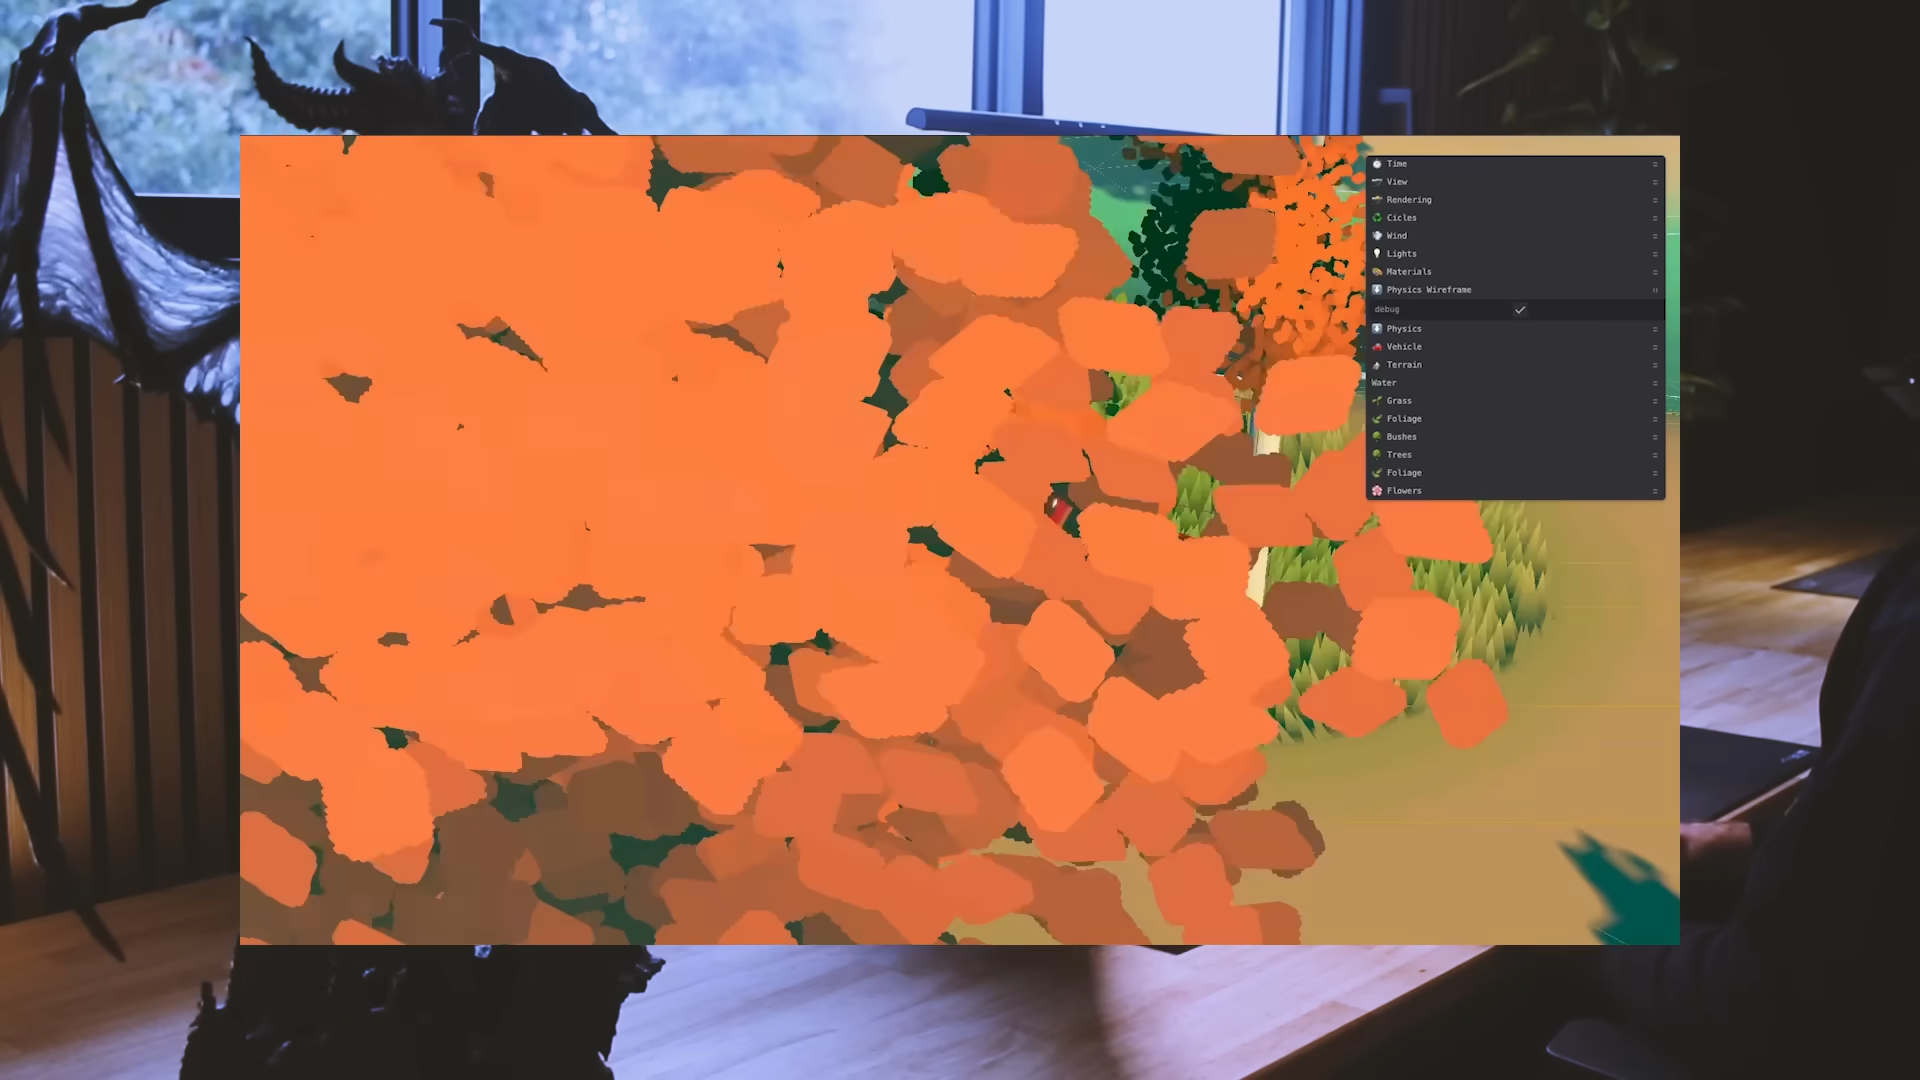 Time
View
Rendering
Cicles
Wind
Lights
Materials
Physics Wireframe
debug
Physics
Vehicle
Terrain
Water
Grass
Foliage
Bushes
Trees
Foliage
Flowers